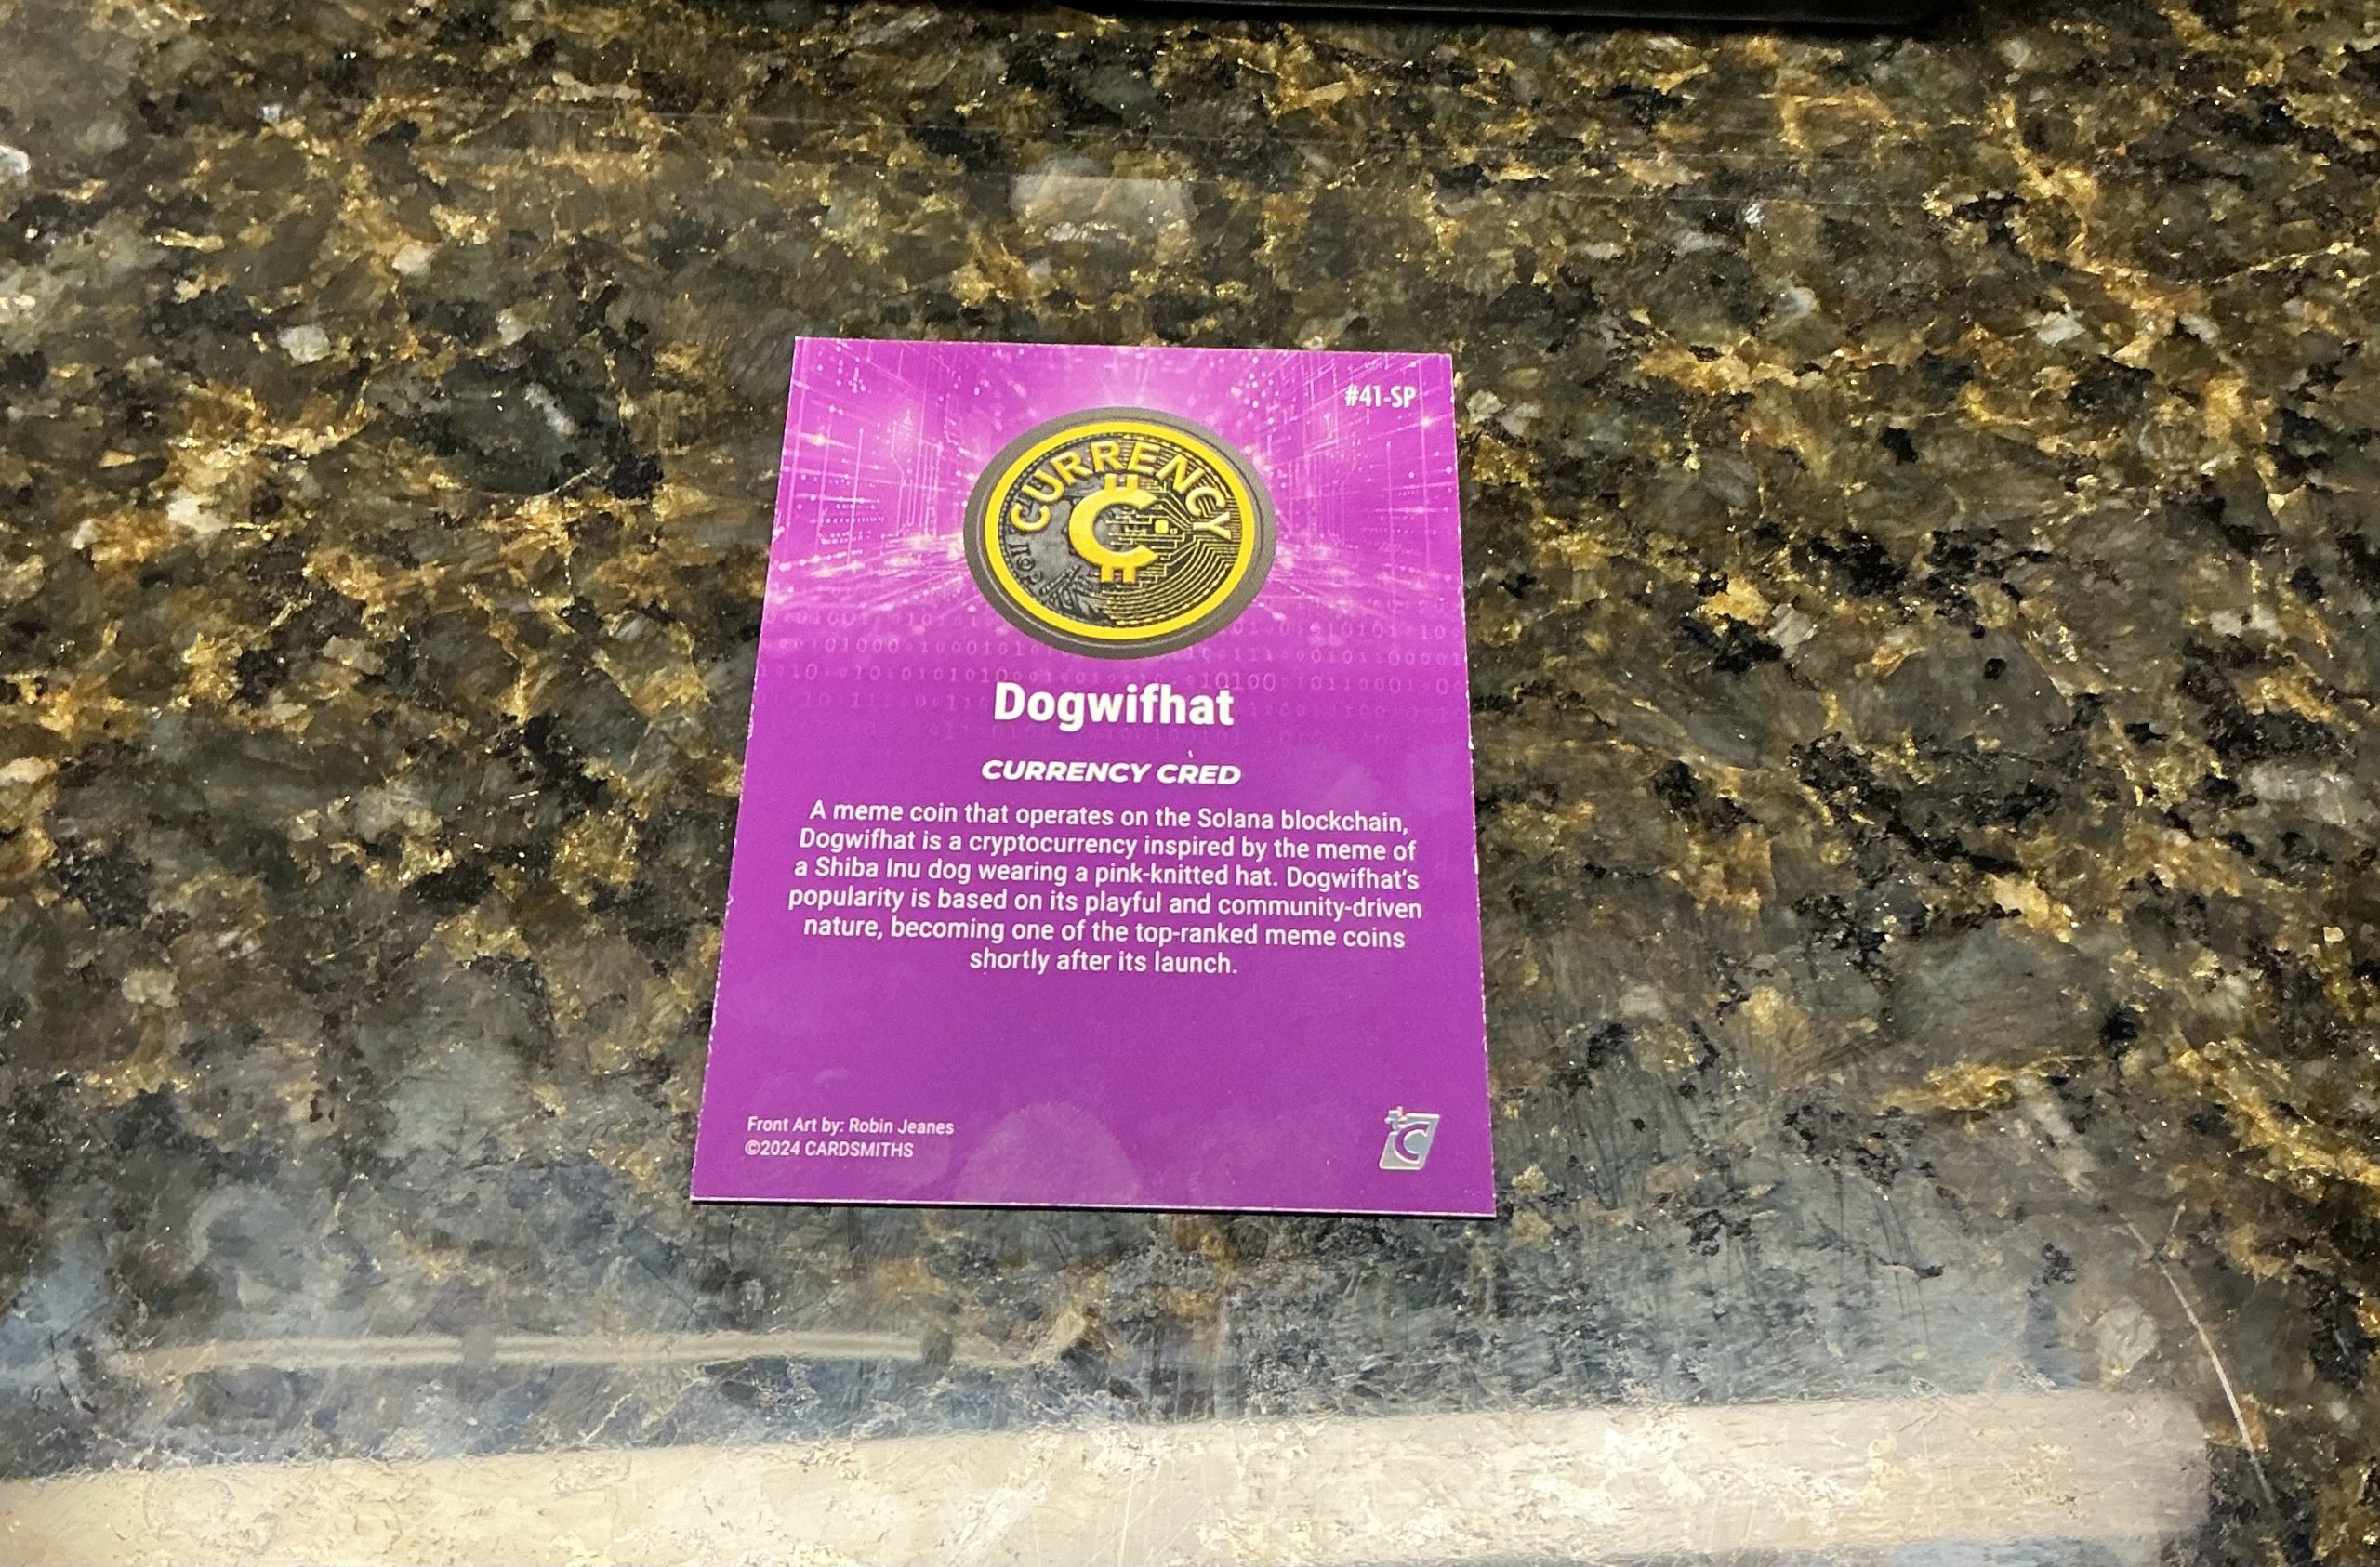 #41-SP
CURRENCY
Dogwifhat
CURRENCY CRED
A meme coin that operates on the Solana blockchain,
Dogwifhat is a cryptocurrency inspired by the meme of
a Shiba Inu dog wearing a pink-knitted hat. Dogwifhat's
popularity is based on its playful and community-driven
nature, becoming one of the top-ranked meme coins
shortly after its launch.
Front Art by: Robin Jeanes
©2024 CARDSMITHS